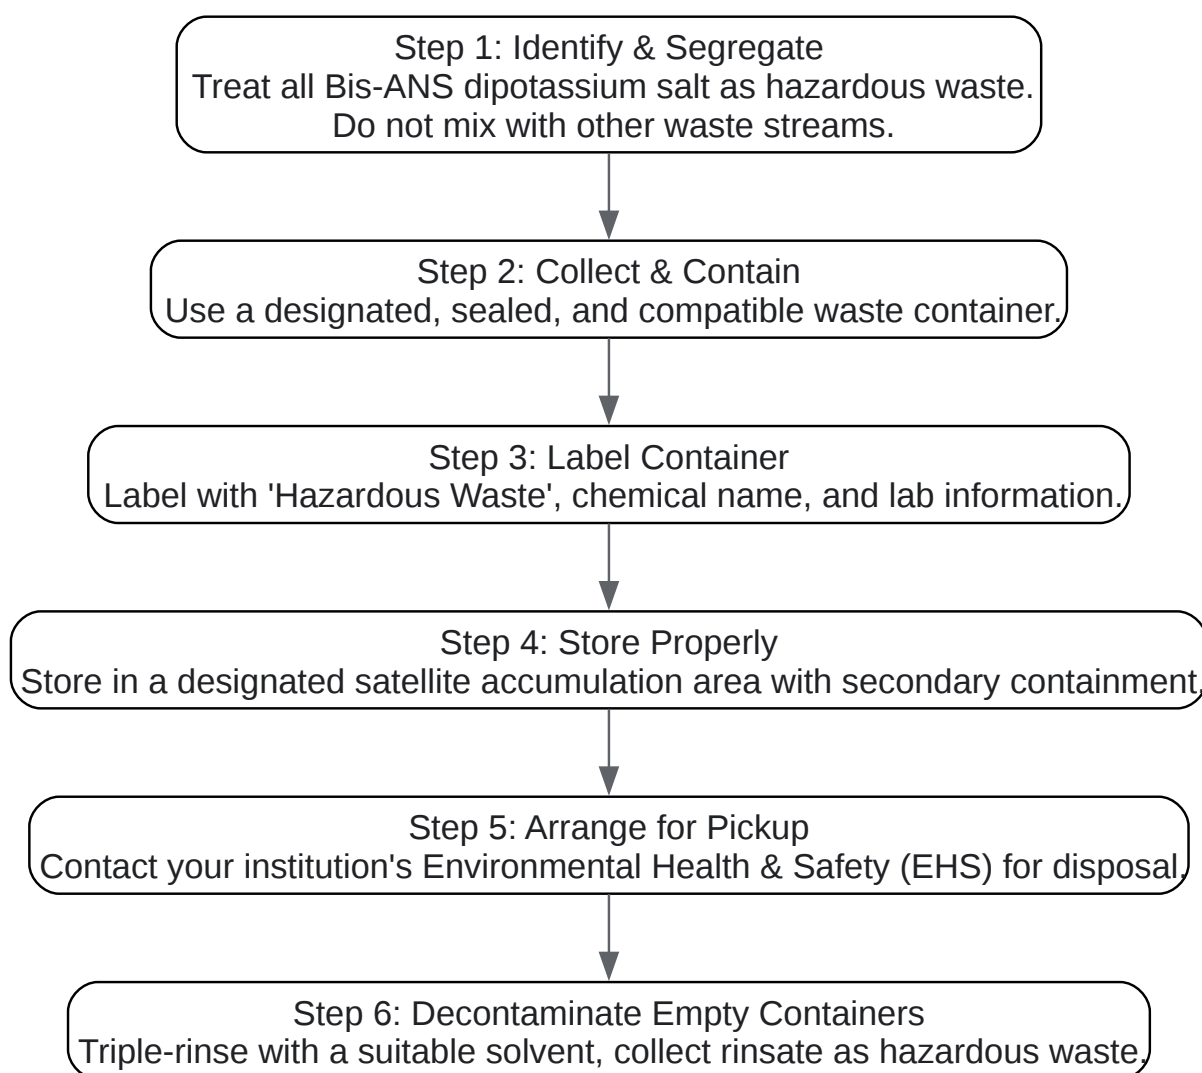 Step 1: Identify & Segregate
Treat all Bis-ANS dipotassium salt as hazardous waste.
Do not mix with other waste streams.
Step 2: Collect & Contain
Use a designated, sealed, and compatible waste container.
Step 3: Label Container
Label with 'Hazardous Waste', chemical name, and lab information.
Step 4: Store Properly
Store in a designated satellite accumulation area with secondary containment.
Step 5: Arrange for Pickup
Contact your institution's Environmental Health & Safety (EHS) for disposal.
Step 6: Decontaminate Empty Containers
Triple-rinse with a suitable solvent, collect rinsate as hazardous waste.